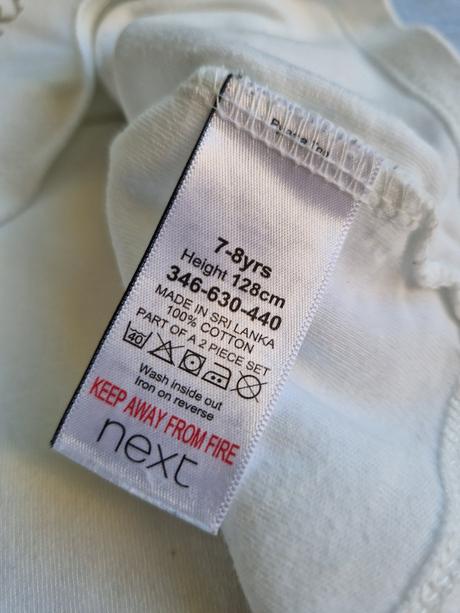 7-8yrs
Height 128cm
346-630-440
MADE IN SRI LANKA
100% COTTON
PART OF A 2 PIECE SET
40
Wash inside out
Iron on reverse
KEEP AWAY FROM FIRE
next